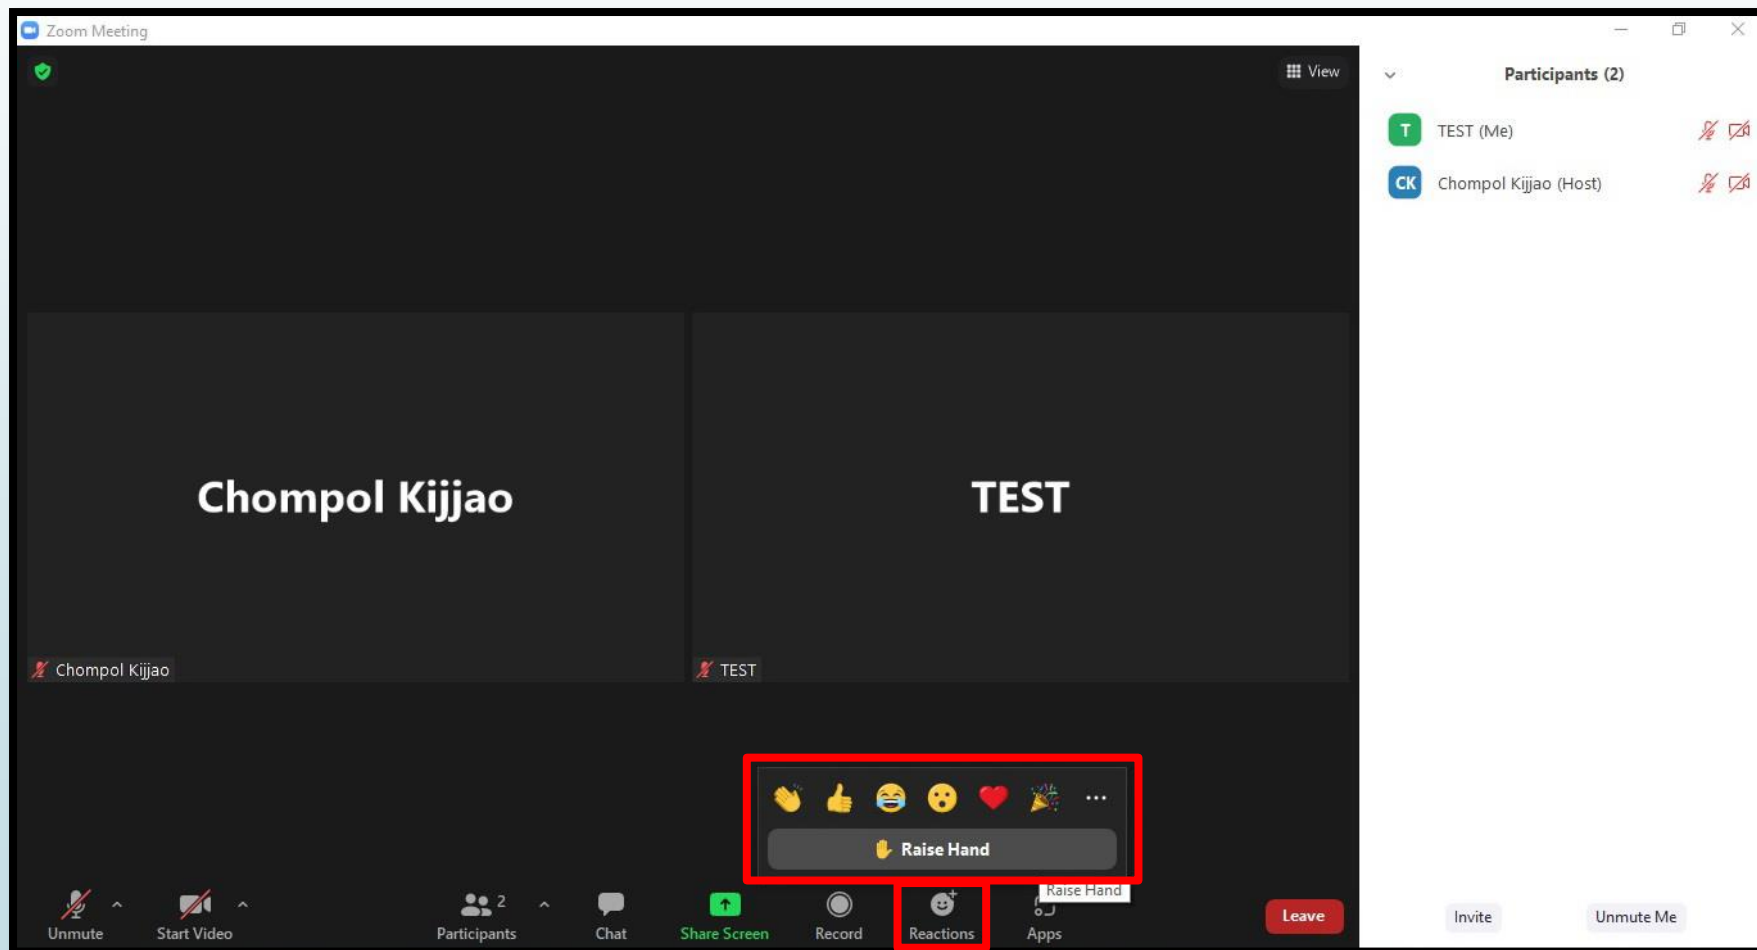 Zoom Meeting
View
Participants (2)
T TEST (Me)
CK Chompol Kijjao (Host)
Chompol Kijjao
TEST
Chompol Kijjao
TEST
Raise Hand
Raise Hand
Unmute
Start Video
2
Participants
Chat
Share Screen
Record
Reactions
Apps
Leave
Invite
Unmute Me